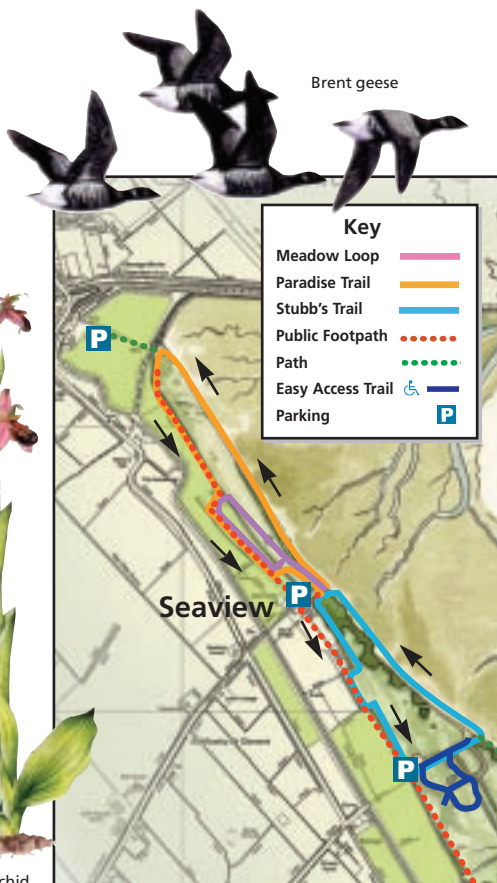 Brent geese
Key
Meadow Loop
Paradise Trail
Stubb's Trail
Public Footpath
Path
Easy Access Trail
Parking P
P
Seaview
P
P
chid